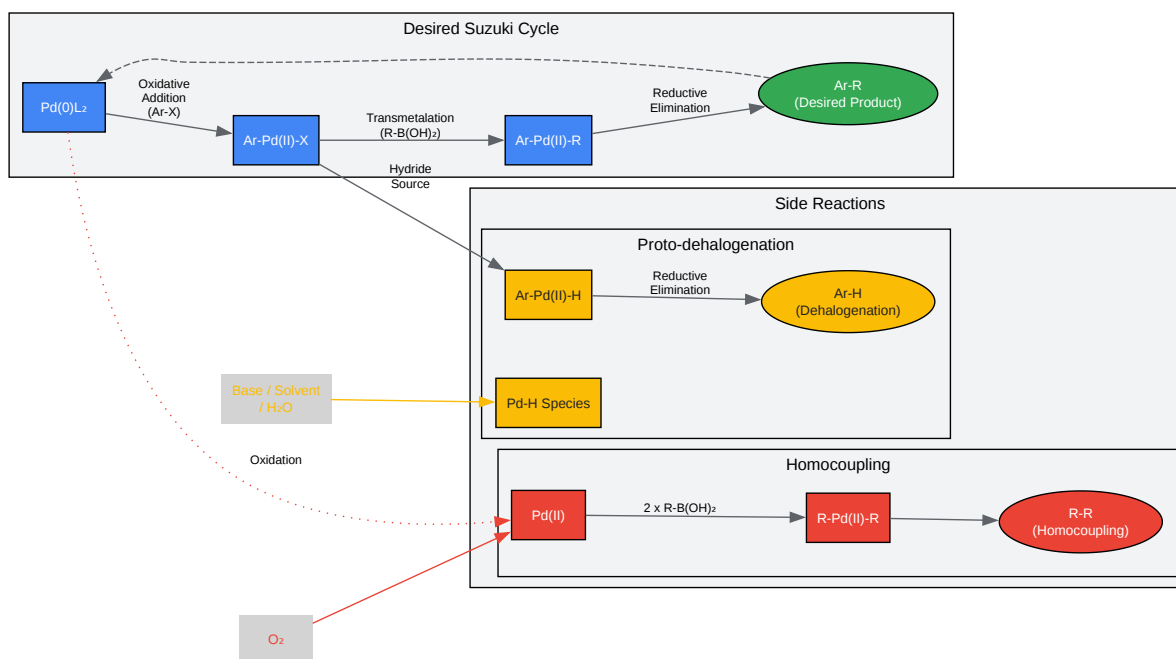 Desired Suzuki Cycle
Pd(0)L₂
Oxidative
Addition
(Ar-X)
Ar-Pd(II)-X
Transmetalation
(R-B(OH)₂)
Ar-Pd(II)-R
Reductive
Elimination
Ar-R
(Desired Product)
Hydride
Source
Side Reactions
Proto-dehalogenation
Ar-Pd(II)-H
Reductive
Elimination
Ar-H
(Dehalogenation)
Base / Solvent
/ H₂O
Pd-H Species
Oxidation
Homocoupling
Pd(II)
2 x R-B(OH)₂
R-Pd(II)-R
R-R
(Homocoupling)
O₂